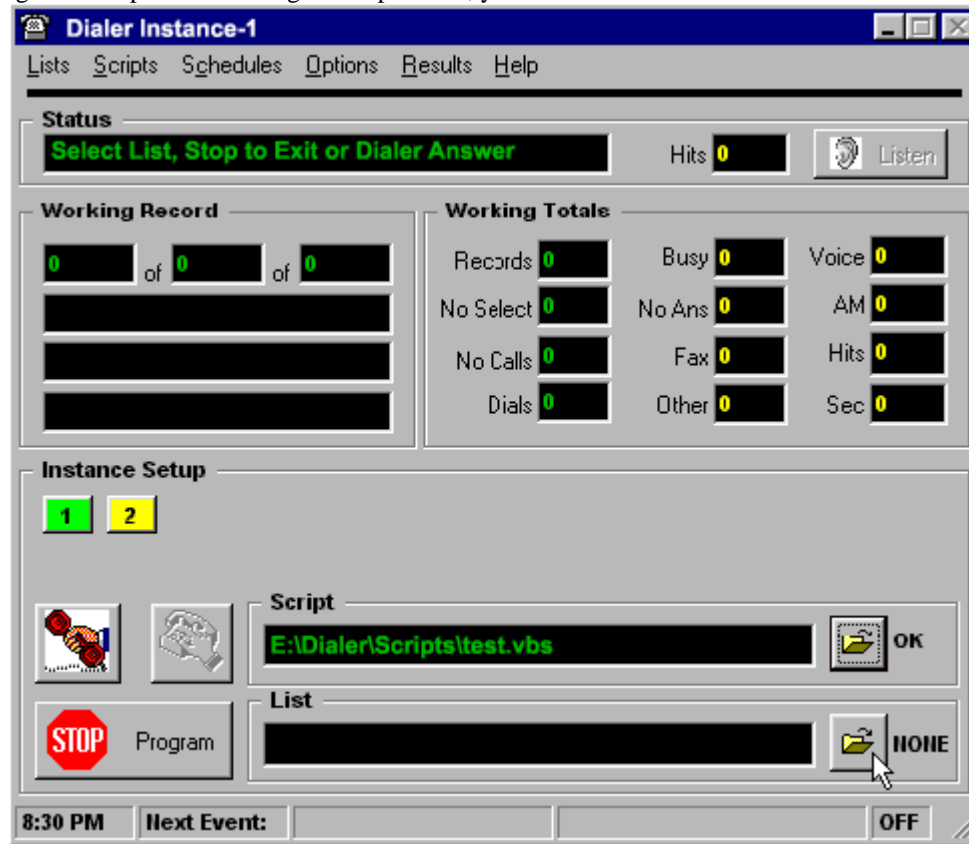 Dialer Instance-1
Lists Scripts Schedules Options Results Help
Status
Select List, Stop to Exit or Dialer Answer Hits 0 Listen
Working Record Working Totals
0 of 0 of 0 Records 0 Busy 0 Voice 0
No Select 0 No Ans 0 AM 0
No Calls 0 Fax 0 Hits 0
Dials 0 Other 0 Sec 0
Instance Setup
1 2
Script
E:\Dialer\Scripts\test.vbs OK
List
STOP Program NONE
8:30 PM Next Event: OFF